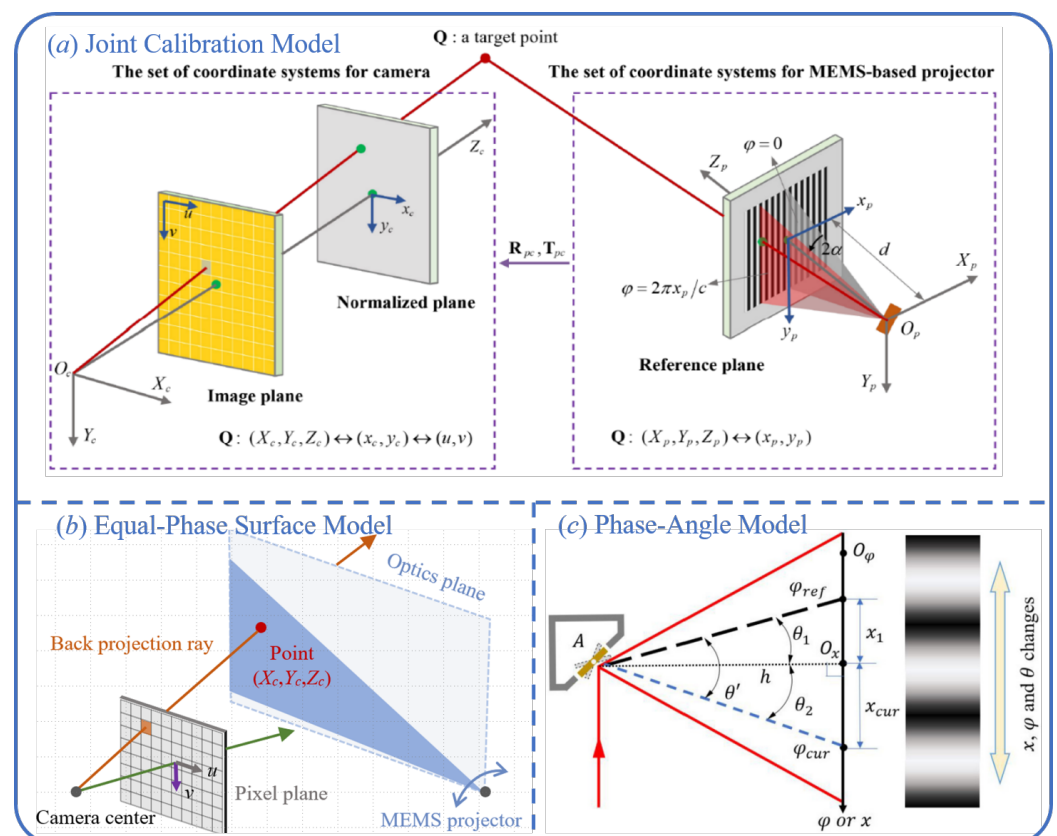 (a) Joint Calibration Model
Q : a target point
The set of coordinate systems for camera
The set of coordinate systems for MEMS-based projector
Z_c
x_c
y_c
u
v
Normalized plane
O_c
X_c
Y_c
Image plane
Q : (X_c, Y_c, Z_c) ↔ (x_c, y_c) ↔ (u, v)
R_pc, T_pc
φ = 0
Z_p
x_p
2α
d
X_p
φ = 2πx_p/c
y_p
O_p
Reference plane
Y_p
Q : (X_p, Y_p, Z_p) ↔ (x_p, y_p)
(b) Equal-Phase Surface Model
Optics plane
Back projection ray
Point
(X_c,Y_c,Z_c)
u
v
Pixel plane
Camera center
MEMS projector
(c) Phase-Angle Model
O_φ
φ_ref
A
θ_1
x_1
O_x
h
θ'
θ_2
x_cur
φ_cur
φ or x
x, φ and θ changes